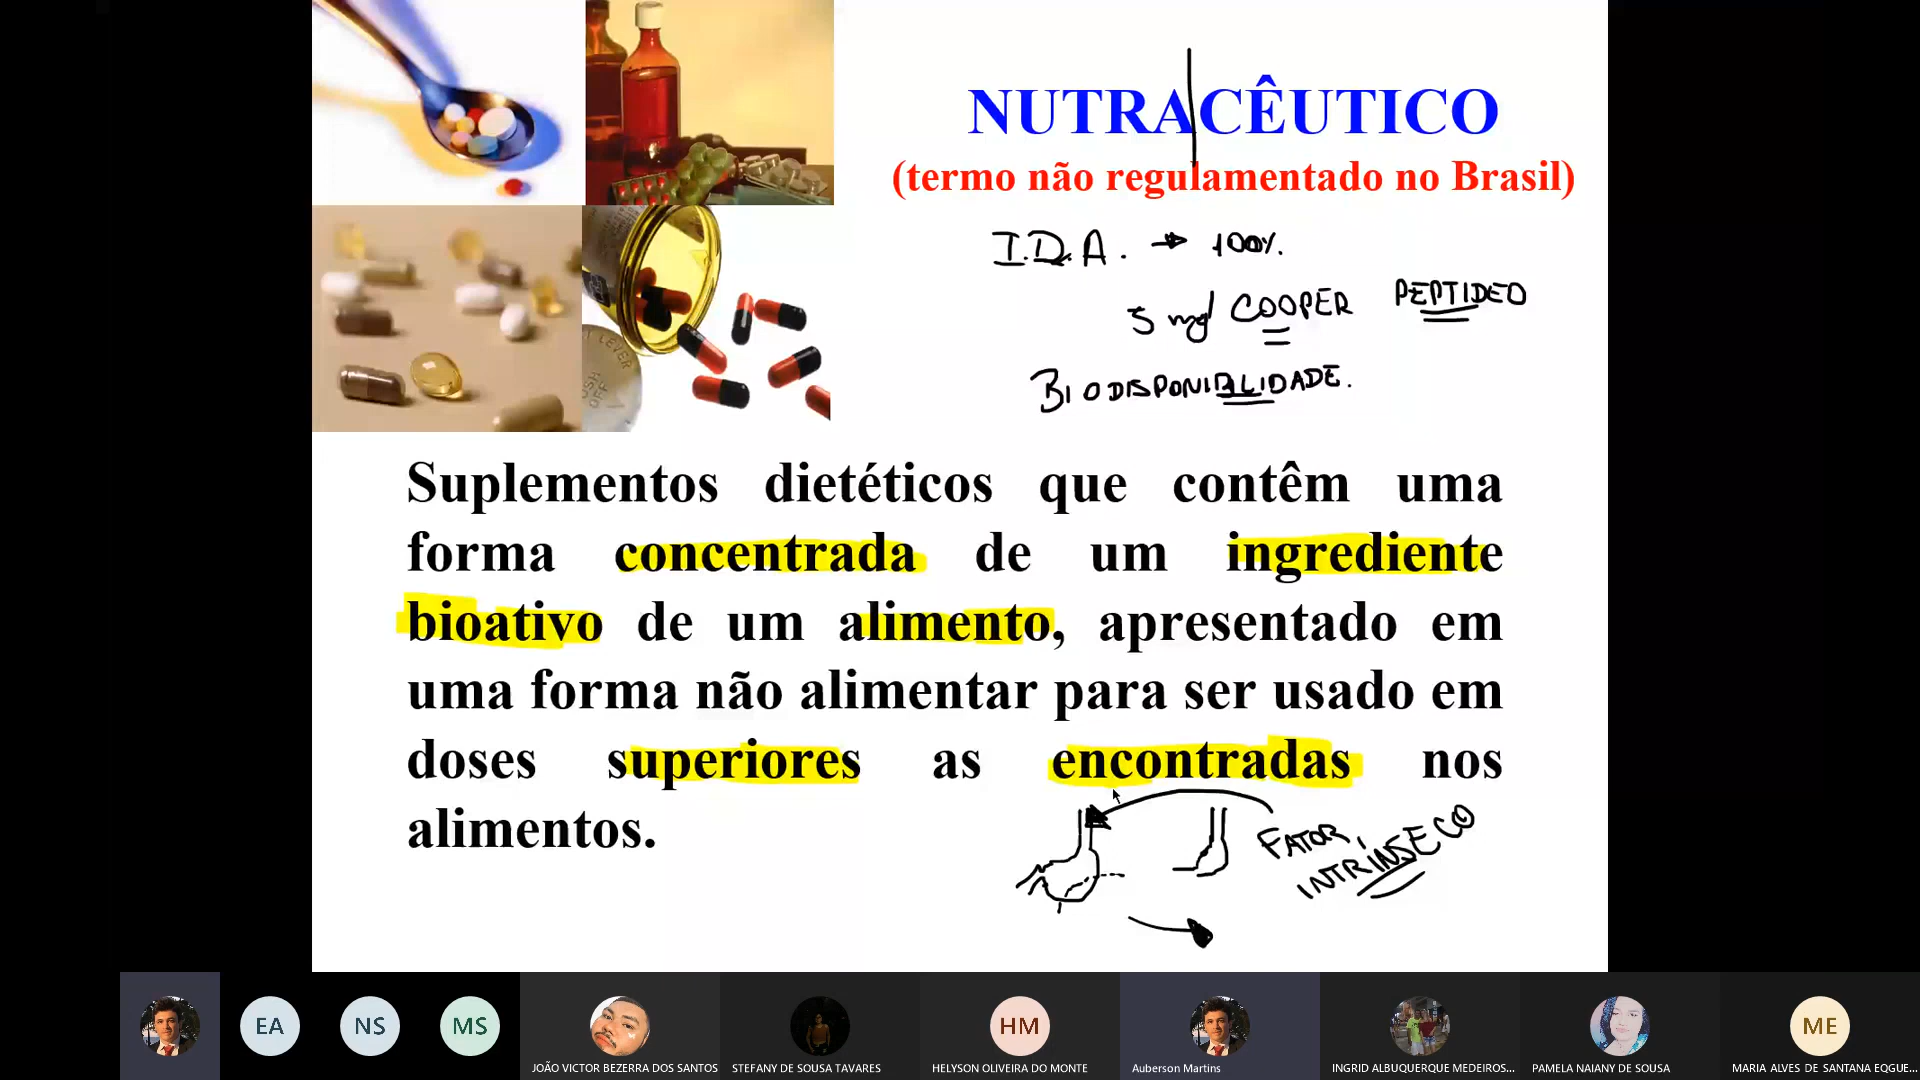 NUTRACÊUTICO
(termo não regulamentado no Brasil)
I.D.A. → 100%.
5 mg COOPER PEPTIDEO
BIODISPONIBILIDADE.
Suplementos dietéticos que contêm uma
forma concentrada de um ingrediente
bioativo de um alimento, apresentado em
uma forma não alimentar para ser usado em
doses superiores as encontradas nos
alimentos.
FATOR
INTRÍNSECO
EA
NS
MS
HM
ME
JOÃO VICTOR BEZERRA DOS SANTOS
STEFANY DE SOUSA TAVARES
HELYSON OLIVEIRA DO MONTE
Auberson Martins
INGRID ALBUQUERQUE MEDEIROS...
PAMELA NAIANY DE SOUSA
MARIA ALVES DE SANTANA EQGUE...